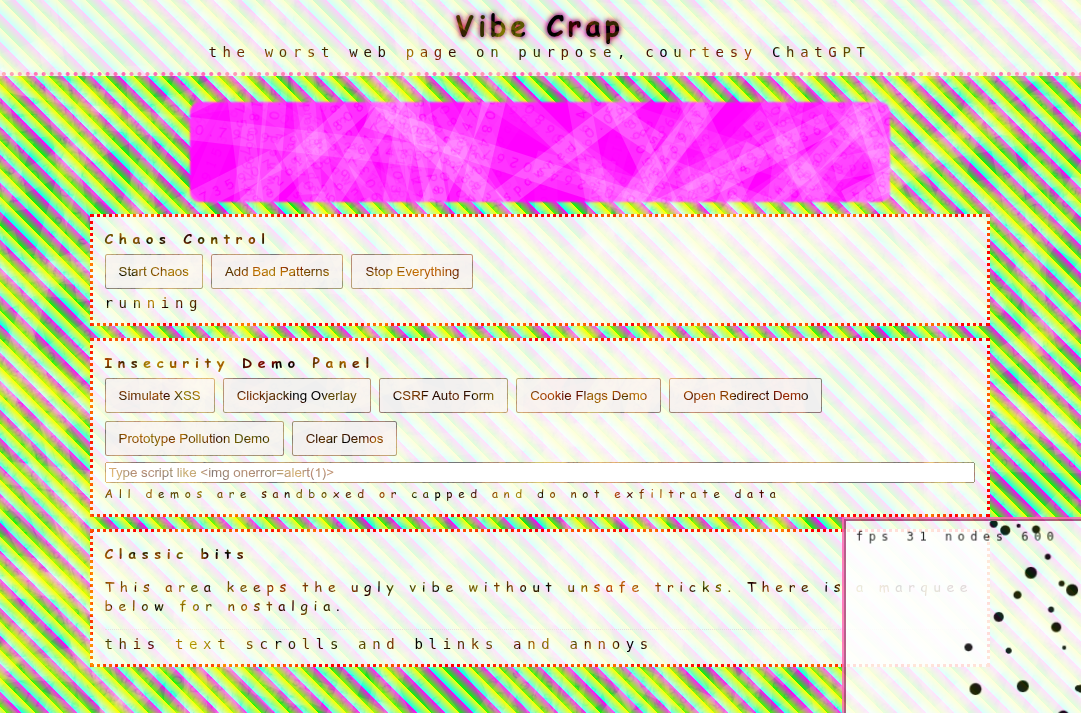 Vibe Crap
the worst web page on purpose, courtesy ChatGPT
Chaos Control
Start Chaos
Add Bad Patterns
Stop Everything
running
Insecurity Demo Panel
Simulate XSS
Clickjacking Overlay
CSRF Auto Form
Cookie Flags Demo
Open Redirect Demo
Prototype Pollution Demo
Clear Demos
Type script like <img onerror=alert(1)>
All demos are sandboxed or capped and do not exfiltrate data
fps 31 nodes 600
Classic bits
This area keeps the ugly vibe without unsafe tricks. There is a marquee
below for nostalgia.
this text scrolls and blinks and annoys